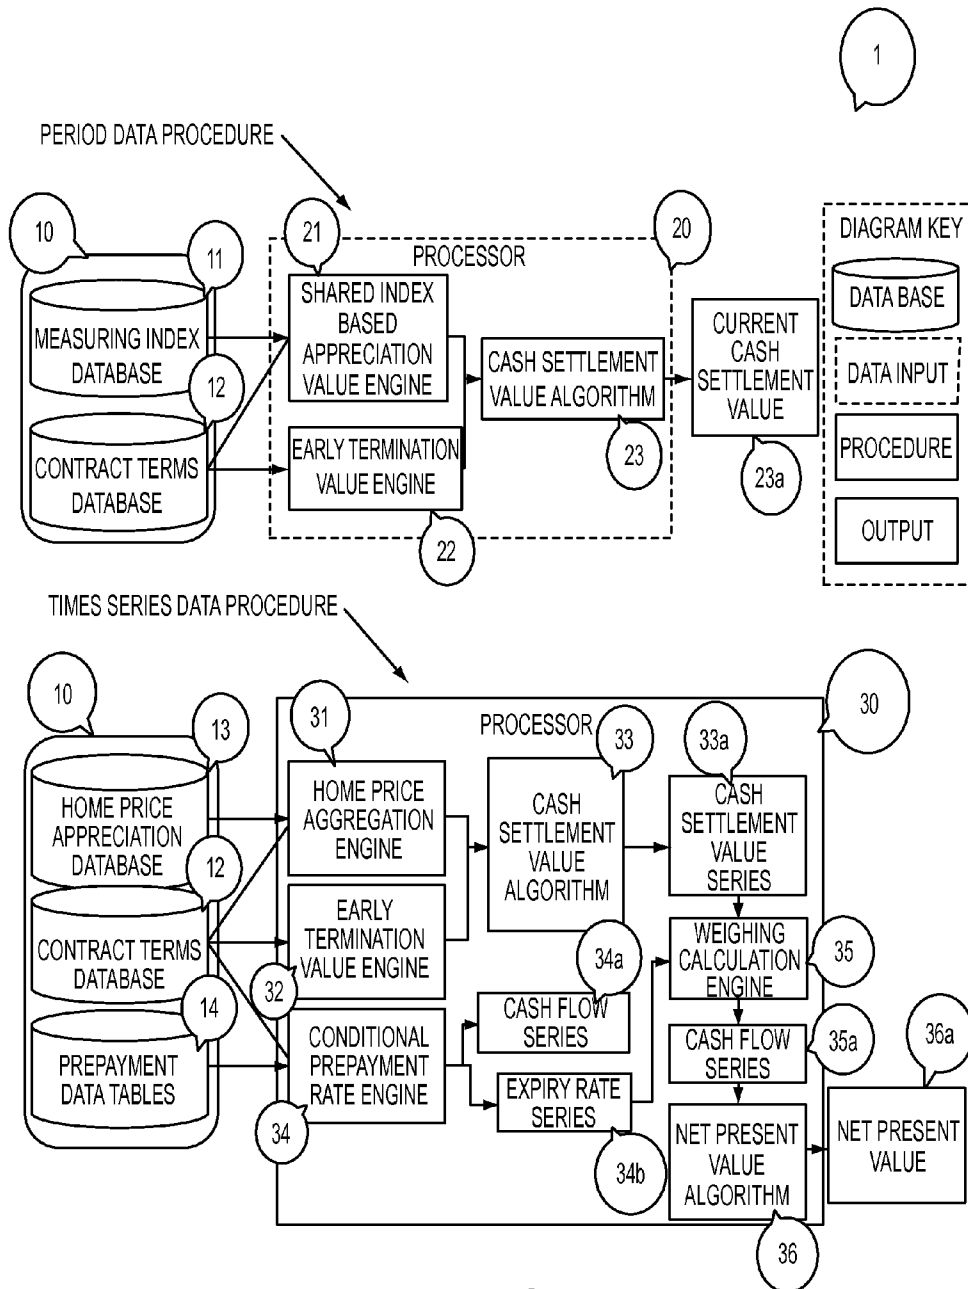 1
PERIOD DATA PROCEDURE
10
21
20
DIAGRAM KEY
11
PROCESSOR
DATA BASE
MEASURING INDEX
DATABASE
SHARED INDEX
BASED
APPRECIATION
VALUE ENGINE
CASH SETTLEMENT
VALUE ALGORITHM
CURRENT
CASH
SETTLEMENT
VALUE
DATA INPUT
12
CONTRACT TERMS
DATABASE
EARLY TERMINATION
VALUE ENGINE
23
23a
PROCEDURE
22
OUTPUT
TIMES SERIES DATA PROCEDURE
10
13
31
PROCESSOR
33
33a
30
HOME PRICE
APPRECIATION
DATABASE
HOME PRICE
AGGREGATION
ENGINE
CASH
SETTLEMENT
VALUE
ALGORITHM
CASH
SETTLEMENT
VALUE
SERIES
12
CONTRACT TERMS
DATABASE
EARLY
TERMINATION
VALUE ENGINE
32
34a
WEIGHING
CALCULATION
ENGINE
35
14
PREPAYMENT
DATA TABLES
CONDITIONAL
PREPAYMENT
RATE ENGINE
34
CASH FLOW
SERIES
CASH FLOW
SERIES
35a
36a
EXPIRY RATE
SERIES
34b
NET PRESENT
VALUE
ALGORITHM
NET PRESENT
VALUE
36